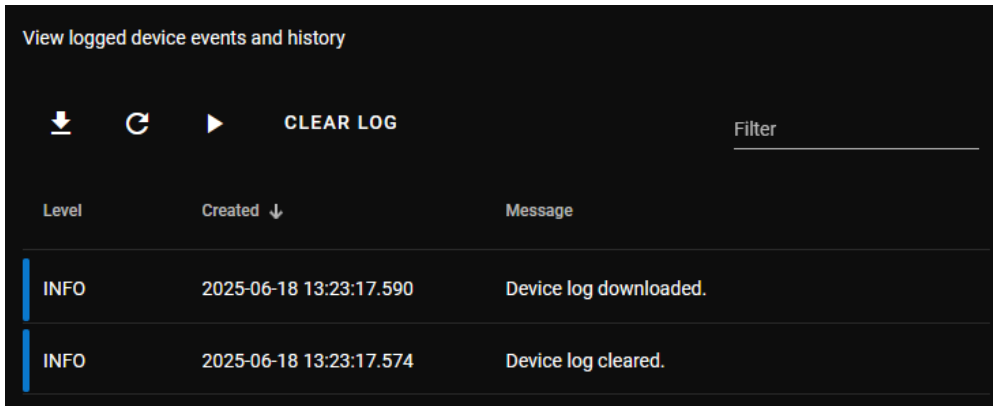 View logged device events and history
CLEAR LOG
Filter
Level Created Message
INFO 2025-06-18 13:23:17.590 Device log downloaded.
INFO 2025-06-18 13:23:17.574 Device log cleared.